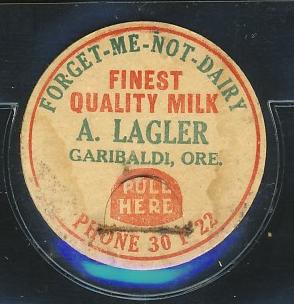 FORGET-ME-NOT-DAIRY
FINEST
QUALITY MILK
A. LAGLER
GARIBALDI, ORE.
PULL
HERE
PHONE 30 F 22